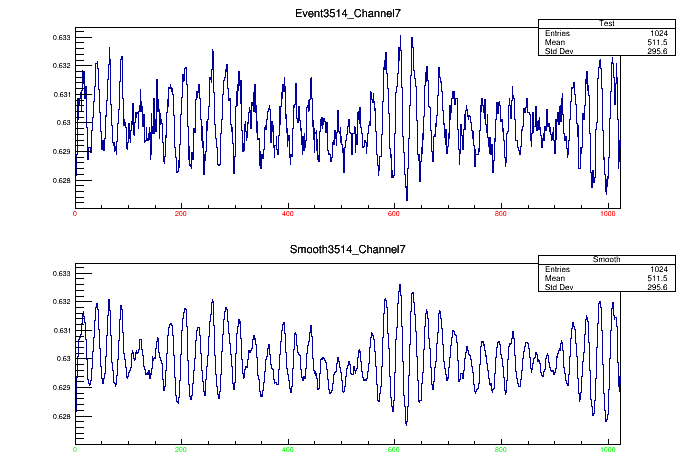 Event3514_Channel7
Test
Entries 1024
Mean 511.5
Std Dev 295.6
0.633
0.632
0.631
0.63
0.629
0.628
0 200 400 600 800 1000
Smooth3514_Channel7
Smooth
Entries 1024
Mean 511.5
Std Dev 295.6
0.633
0.632
0.631
0.63
0.629
0.628
0 200 400 600 800 1000